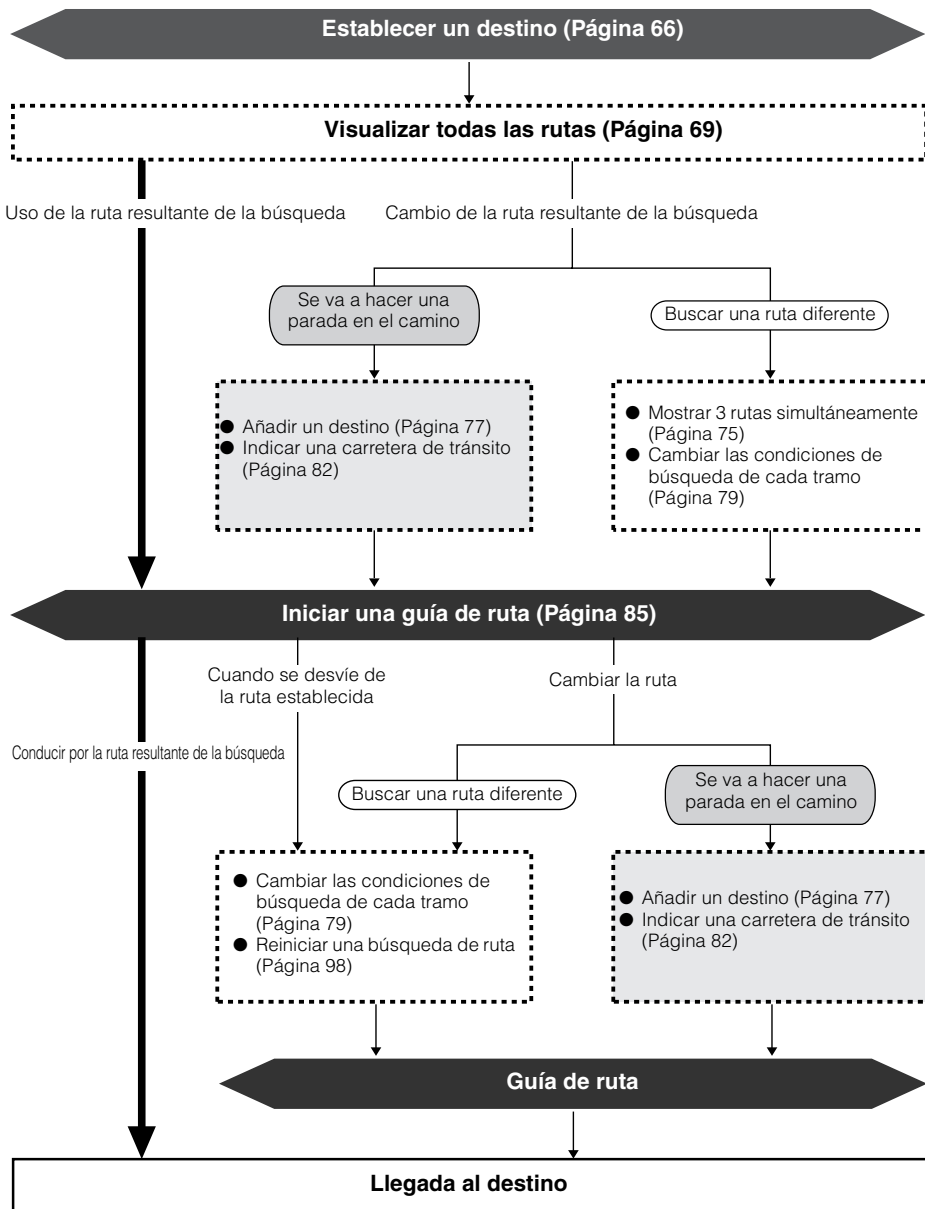 Establecer un destino (Página 66)
Visualizar todas las rutas (Página 69)
Uso de la ruta resultante de la búsqueda
Cambio de la ruta resultante de la búsqueda
Se va a hacer una
parada en el camino
Buscar una ruta diferente
● Añadir un destino (Página 77)
● Indicar una carretera de tránsito
(Página 82)
● Mostrar 3 rutas simultáneamente
(Página 75)
● Cambiar las condiciones de
búsqueda de cada tramo
(Página 79)
Iniciar una guía de ruta (Página 85)
Cuando se desvíe de
la ruta establecida
Cambiar la ruta
Conducir por la ruta resultante de la búsqueda
Buscar una ruta diferente
Se va a hacer una
parada en el camino
● Cambiar las condiciones de
búsqueda de cada tramo
(Página 79)
● Reiniciar una búsqueda de ruta
(Página 98)
● Añadir un destino (Página 77)
● Indicar una carretera de tránsito
(Página 82)
Guía de ruta
Llegada al destino